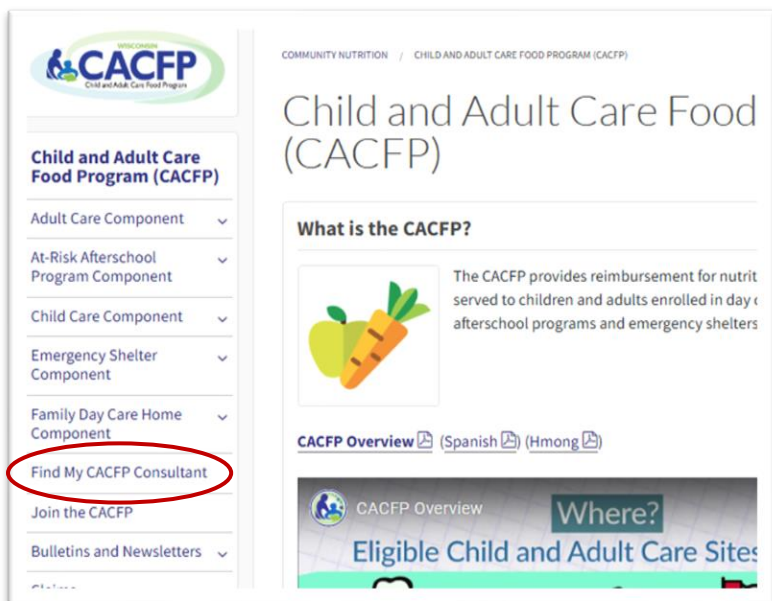 WISCONSIN
CACFP
Child and Adult Care Food Program
Child and Adult Care
Food Program (CACFP)
Adult Care Component
At-Risk Afterschool
Program Component
Child Care Component
Emergency Shelter
Component
Family Day Care Home
Component
Find My CACFP Consultant
Join the CACFP
Bulletins and Newsletters
COMMUNITY NUTRITION / CHILD AND ADULT CARE FOOD PROGRAM (CACFP)
Child and Adult Care Food
(CACFP)
What is the CACFP?
The CACFP provides reimbursement for nutrit
served to children and adults enrolled in day
afterschool programs and emergency shelters
CACFP Overview (Spanish) (Hmong)
CACFP Overview
Where?
Eligible Child and Adult Care Sites